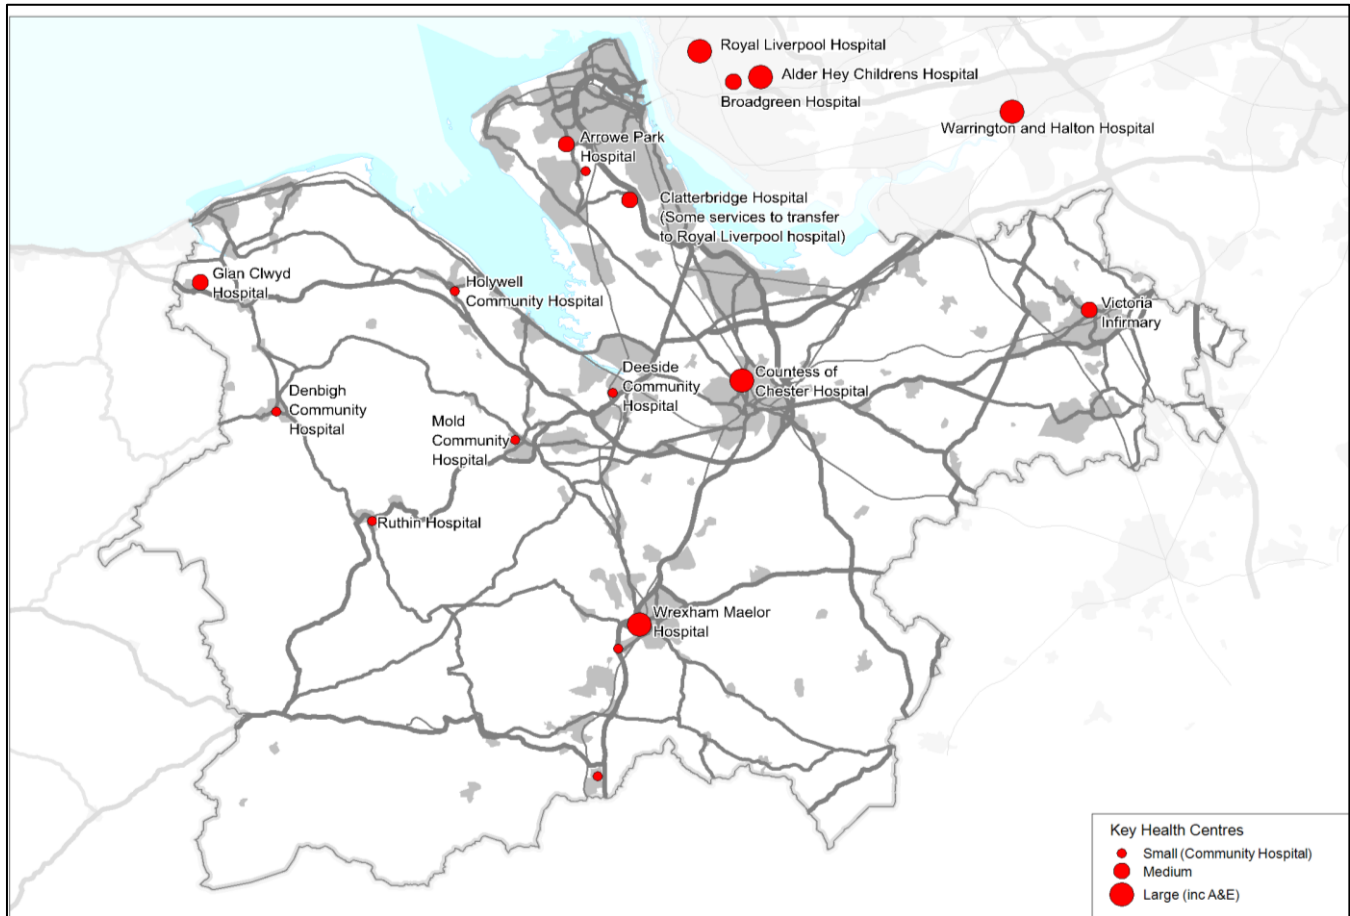 Royal Liverpool Hospital
Alder Hey Childrens Hospital
Broadgreen Hospital
Warrington and Halton Hospital
Arrowe Park
Hospital
Clatterbridge Hospital
(Some services to transfer
to Royal Liverpool hospital)
Glan Clwyd
Hospital
Holywell
Community Hospital
Victoria
Infirmary
Deeside
Community
Hospital
Countess of
Chester Hospital
Denbigh
Community
Hospital
Mold
Community
Hospital
Ruthin Hospital
Wrexham Maelor
Hospital
Key Health Centres
Small (Community Hospital)
Medium
Large (inc A&E)